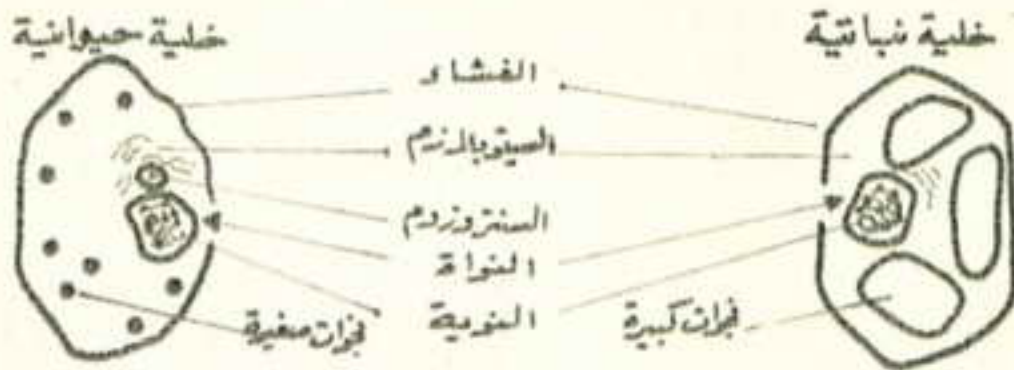 خلية نباتية
خلية حيوانية
الغشاء
السيتوبلازم
السنتروزوم
النواة
النوية
فجوات كبيرة
فجوات صغيرة